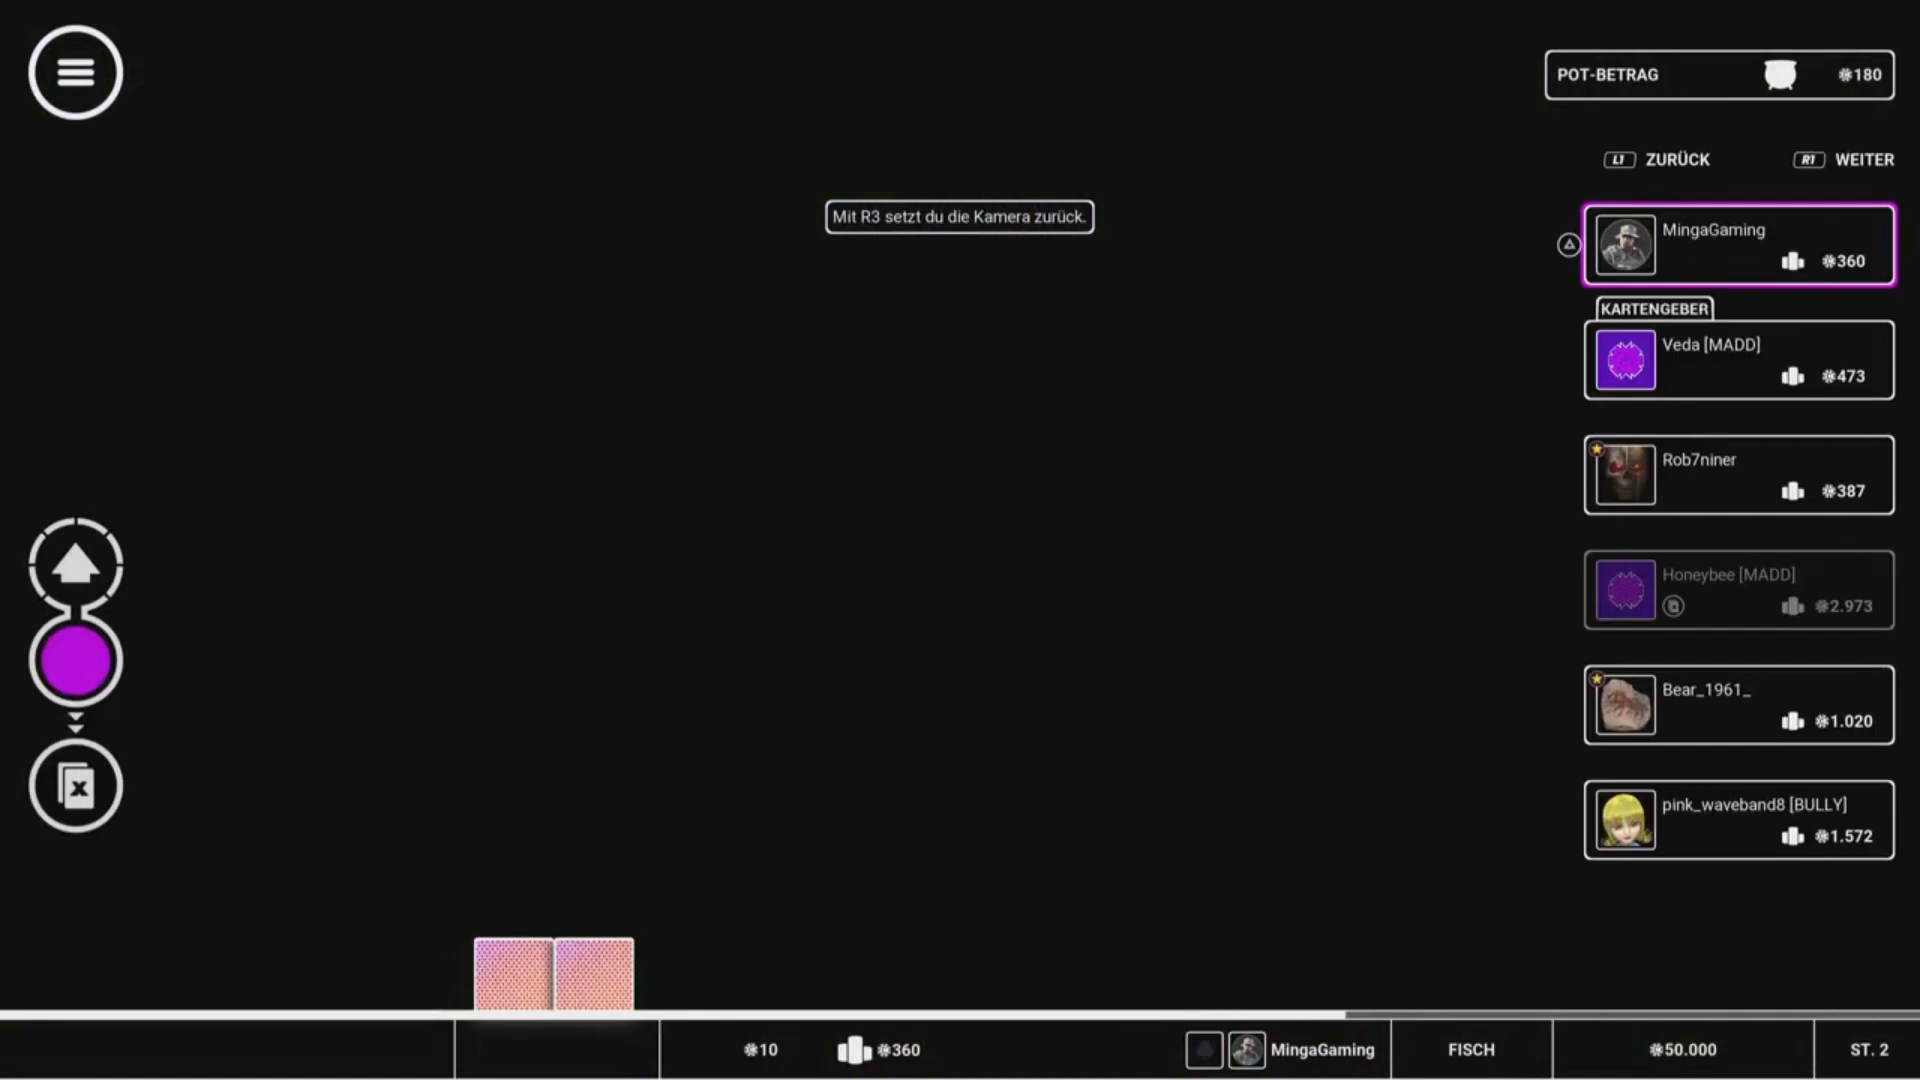 POT-BETRAG 180
L1 ZURÜCK R1 WEITER
Mit R3 setzt du die Kamera zurück.
MingaGaming
360
KARTENGEBER
Veda [MADD]
473
Rob7niner
387
Honeybee [MADD]
2.973
Bear_1961_
1.020
pink_waveband8 [BULLY]
1.572
10 360 MingaGaming FISCH 50.000 ST. 2